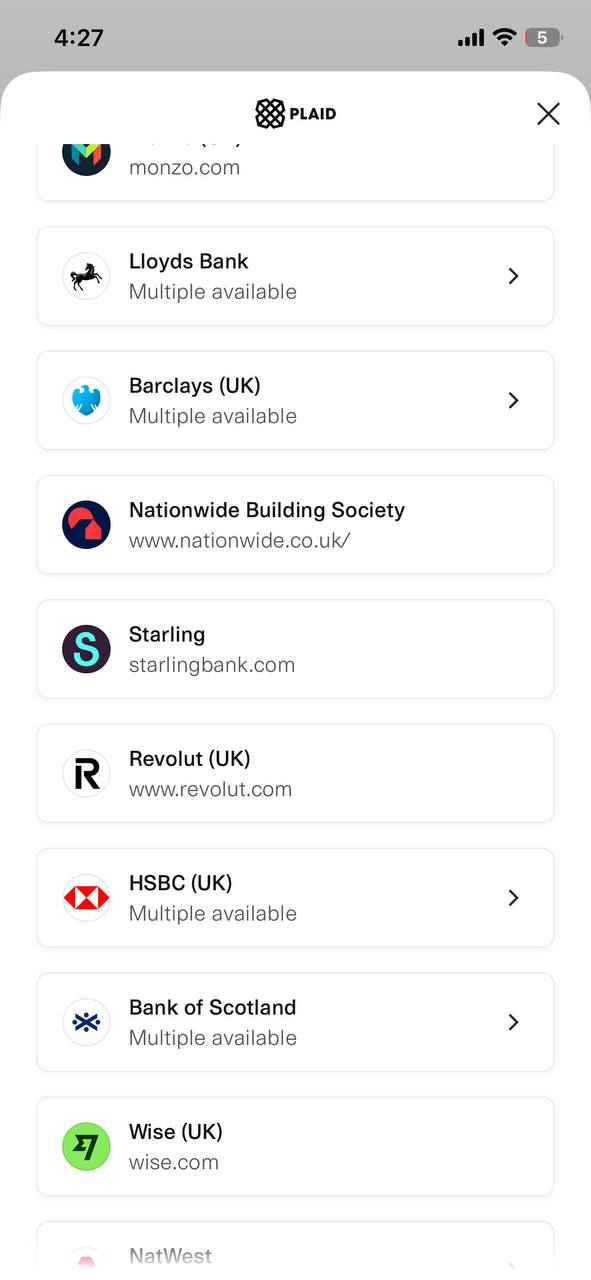 4:27
5
PLAID
monzo.com
Lloyds Bank
Multiple available
Barclays (UK)
Multiple available
Nationwide Building Society
www.nationwide.co.uk/
Starling
starlingbank.com
Revolut (UK)
www.revolut.com
HSBC (UK)
Multiple available
Bank of Scotland
Multiple available
Wise (UK)
wise.com
NatWest